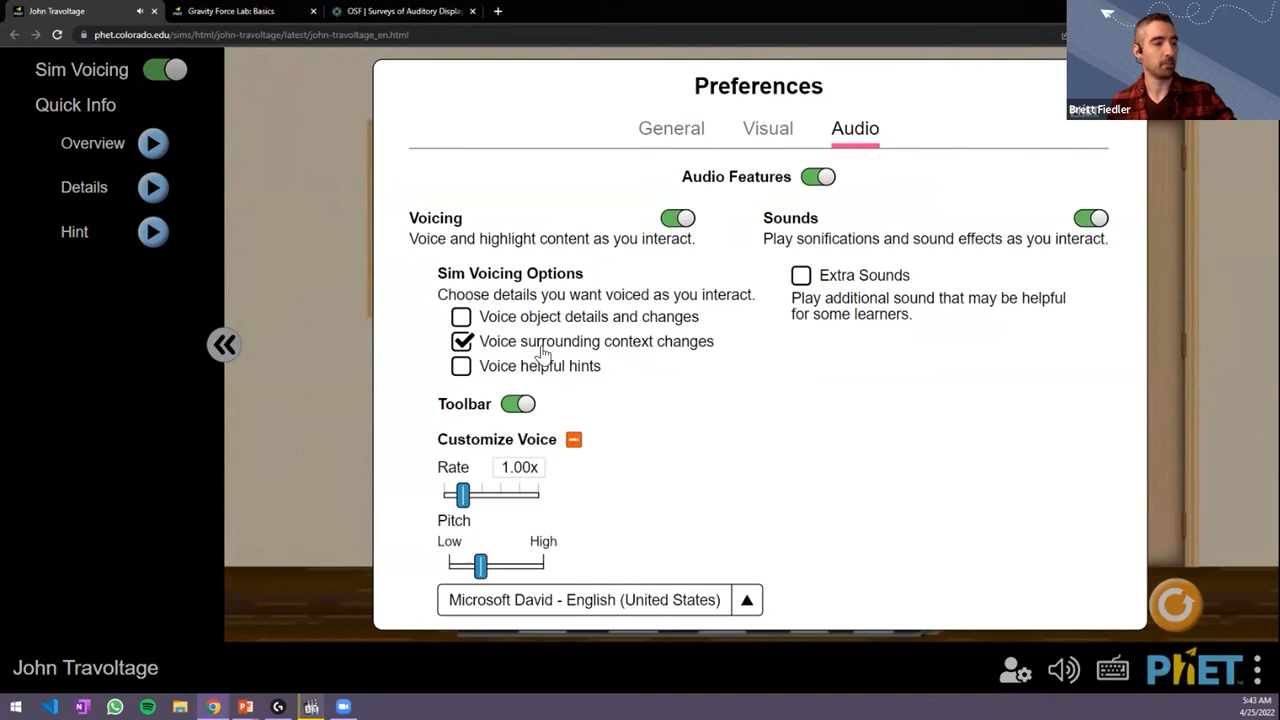 John Travoltage
Gravity Force Lab: Basics
OSF | Surveys of Auditory Displa
phet.colorado.edu/sims/html/john-travoltage/latest/john-travoltage_en.html
Brett Fiedler
Sim Voicing
Quick Info
Overview
Details
Hint
Preferences
General Visual Audio
Audio Features
Voicing
Voice and highlight content as you interact.
Sim Voicing Options
Choose details you want voiced as you interact.
Voice object details and changes
Voice surrounding context changes
Voice helpful hints
Toolbar
Customize Voice
Rate 1.00x
Pitch
Low High
Microsoft David - English (United States)
Sounds
Play sonifications and sound effects as you interact.
Extra Sounds
Play additional sound that may be helpful
for some learners.
John Travoltage
PhET
5:43 AM
4/25/2022